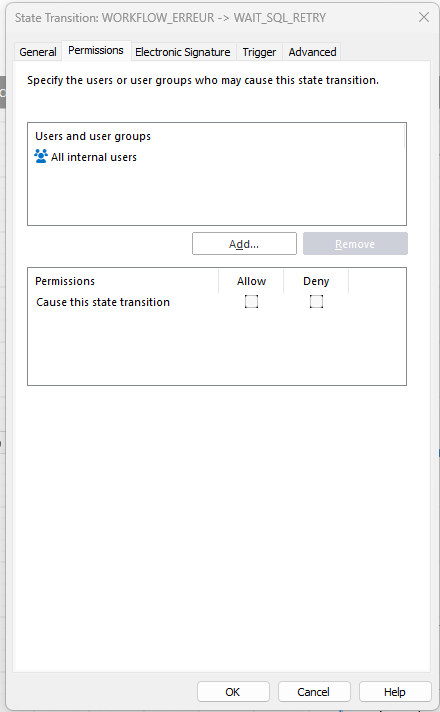 State Transition: WORKFLOW_ERREUR -> WAIT_SQL_RETRY
General Permissions Electronic Signature Trigger Advanced
Specify the users or user groups who may cause this state transition.
Users and user groups
All internal users
Add... Remove
Permissions Allow Deny
Cause this state transition
OK Cancel Help